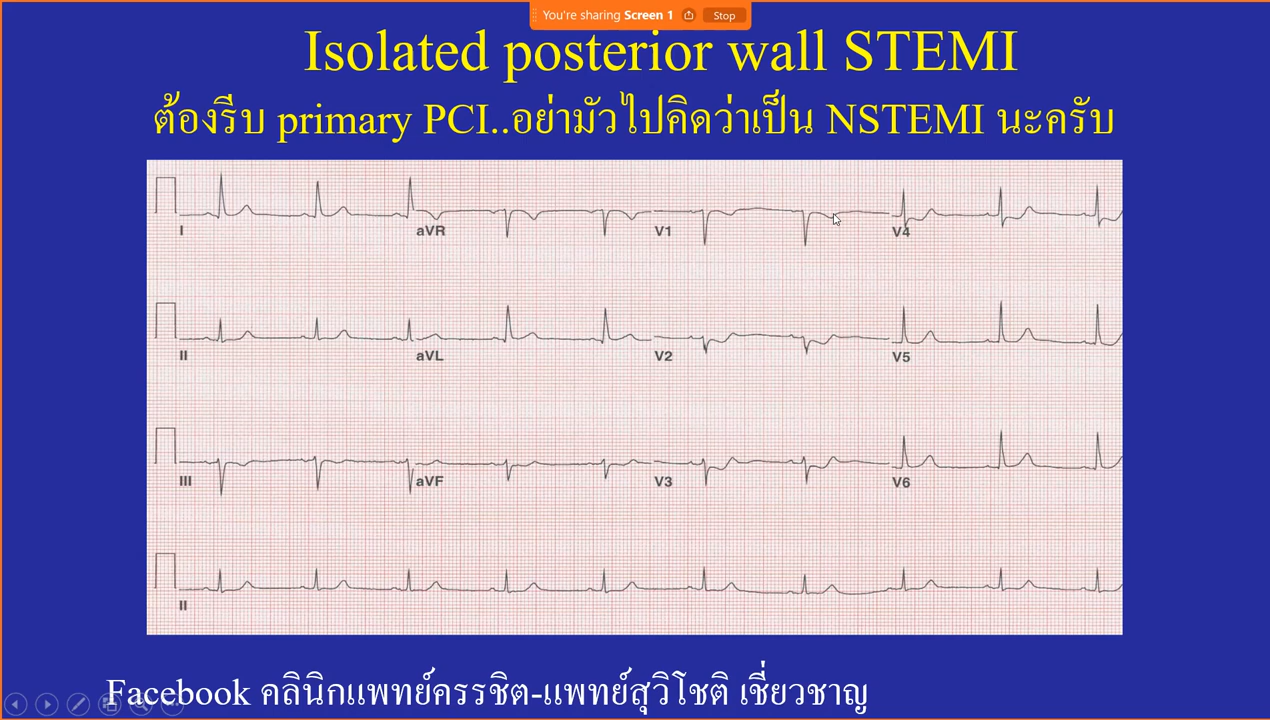 You're sharing Screen 1 Stop
Isolated posterior wall STEMI
ต้องรีบ primary PCI..อย่ามัวไปคิดว่าเป็น NSTEMI นะครับ
I aVR V1 V4
II aVL V2 V5
III aVF V3 V6
II
Facebook คลินิกแพทย์ครรชิต-แพทย์สุวิโชติ เชี่ยวชาญ